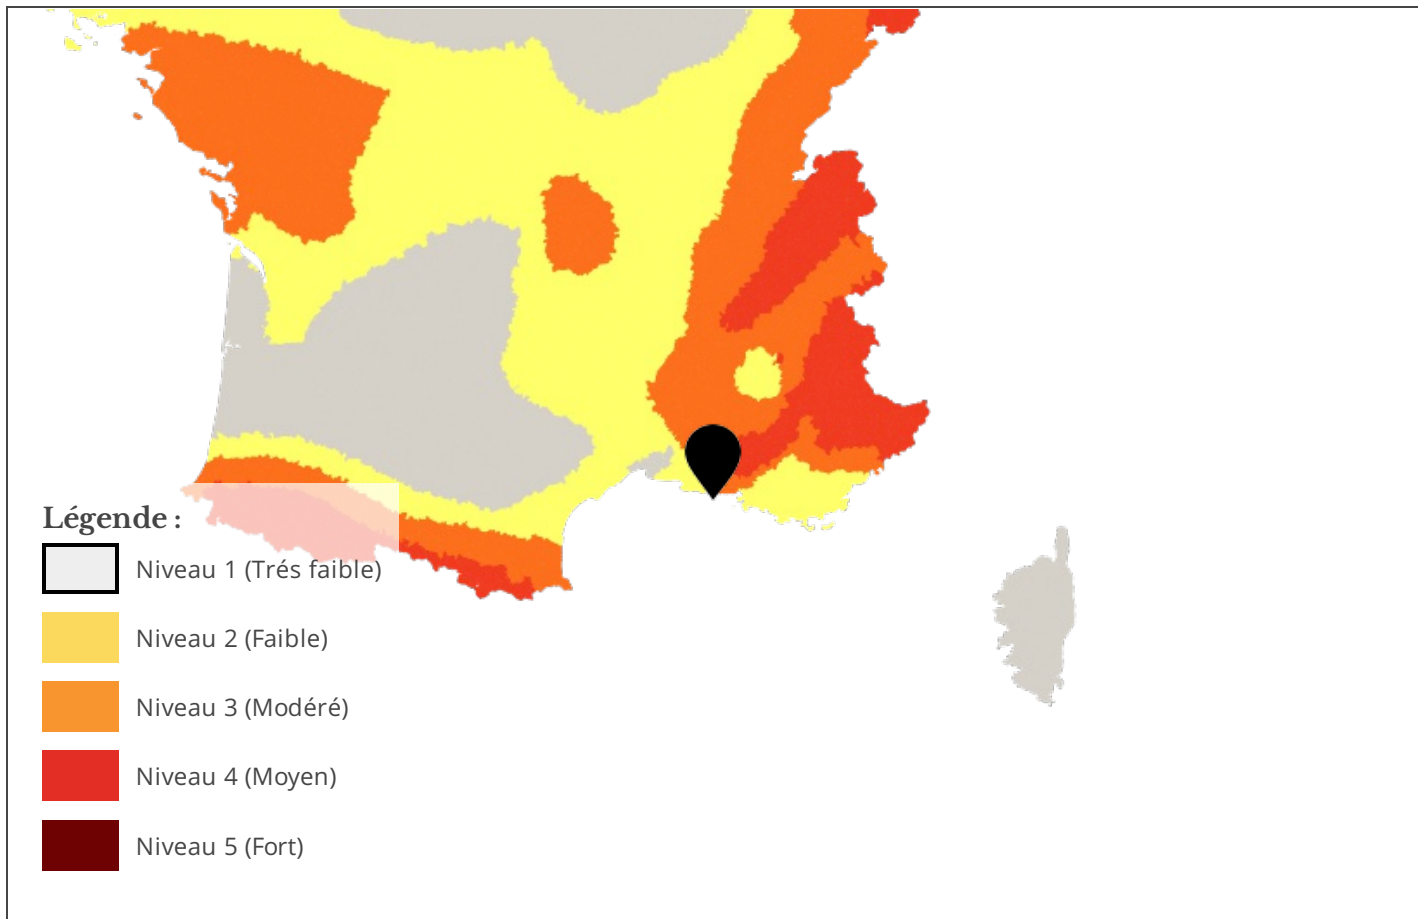 Légende :
Niveau 1 (Trés faible)
Niveau 2 (Faible)
Niveau 3 (Modéré)
Niveau 4 (Moyen)
Niveau 5 (Fort)